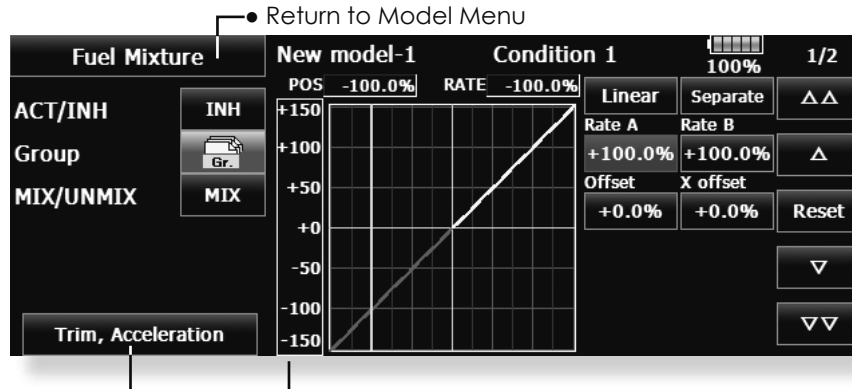 Return to Model Menu
Fuel Mixture New model-1 Condition 1 100% 1/2
POS -100.0% RATE -100.0%
ACT/INH INH
Group Gr.
MIX/UNMIX MIX
Trim, Acceleration
+150
+100
+50
+0
-50
-100
-150
Linear Separate
Rate A Rate B
+100.0% +100.0%
Offset X offset
+0.0% +0.0%
Reset